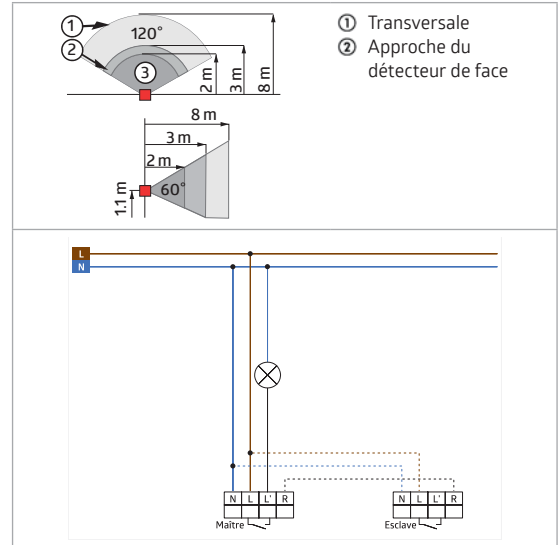 ① Transversale
② Approche du
détecteur de face
①
②
120°
③
2 m
3 m
8 m
8 m
3 m
2 m
60°
1.1 m
L
N
N L L' R
Maître
N L L' R
Esclave